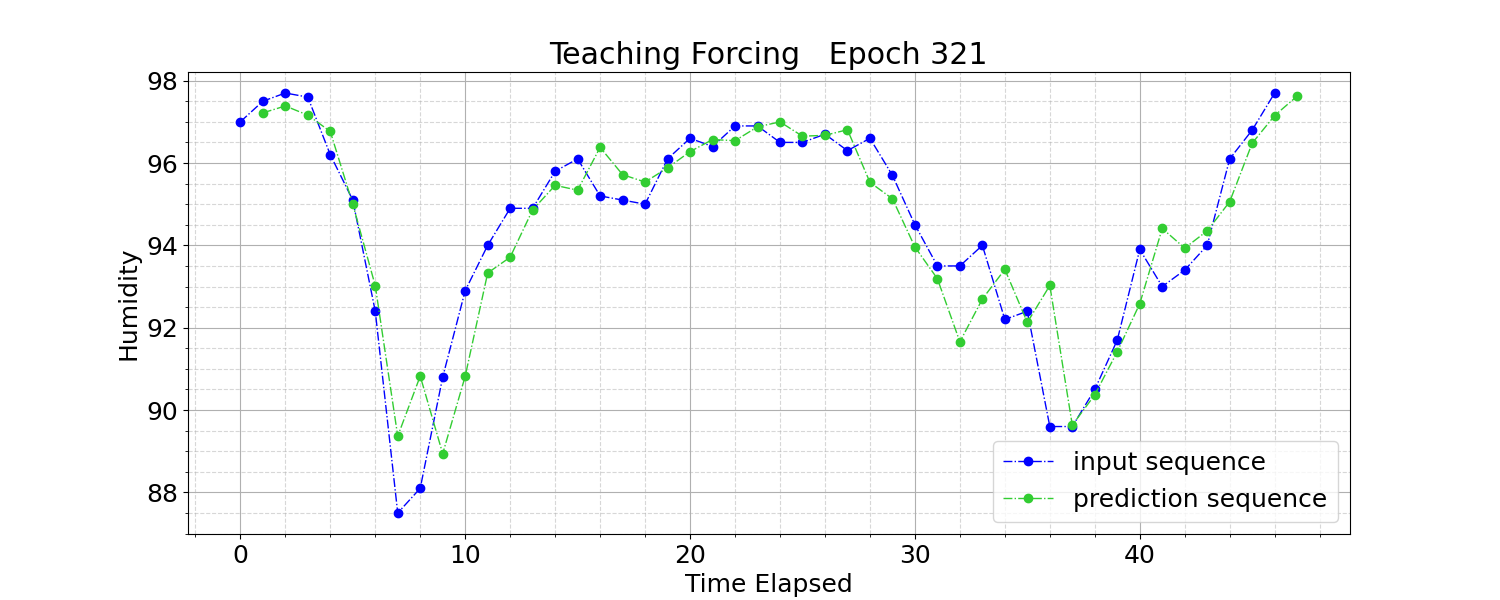 Teaching Forcing   Epoch 321
98
96
94
92
90
88
Humidity
input sequence
prediction sequence
0 10 20 30 40
Time Elapsed